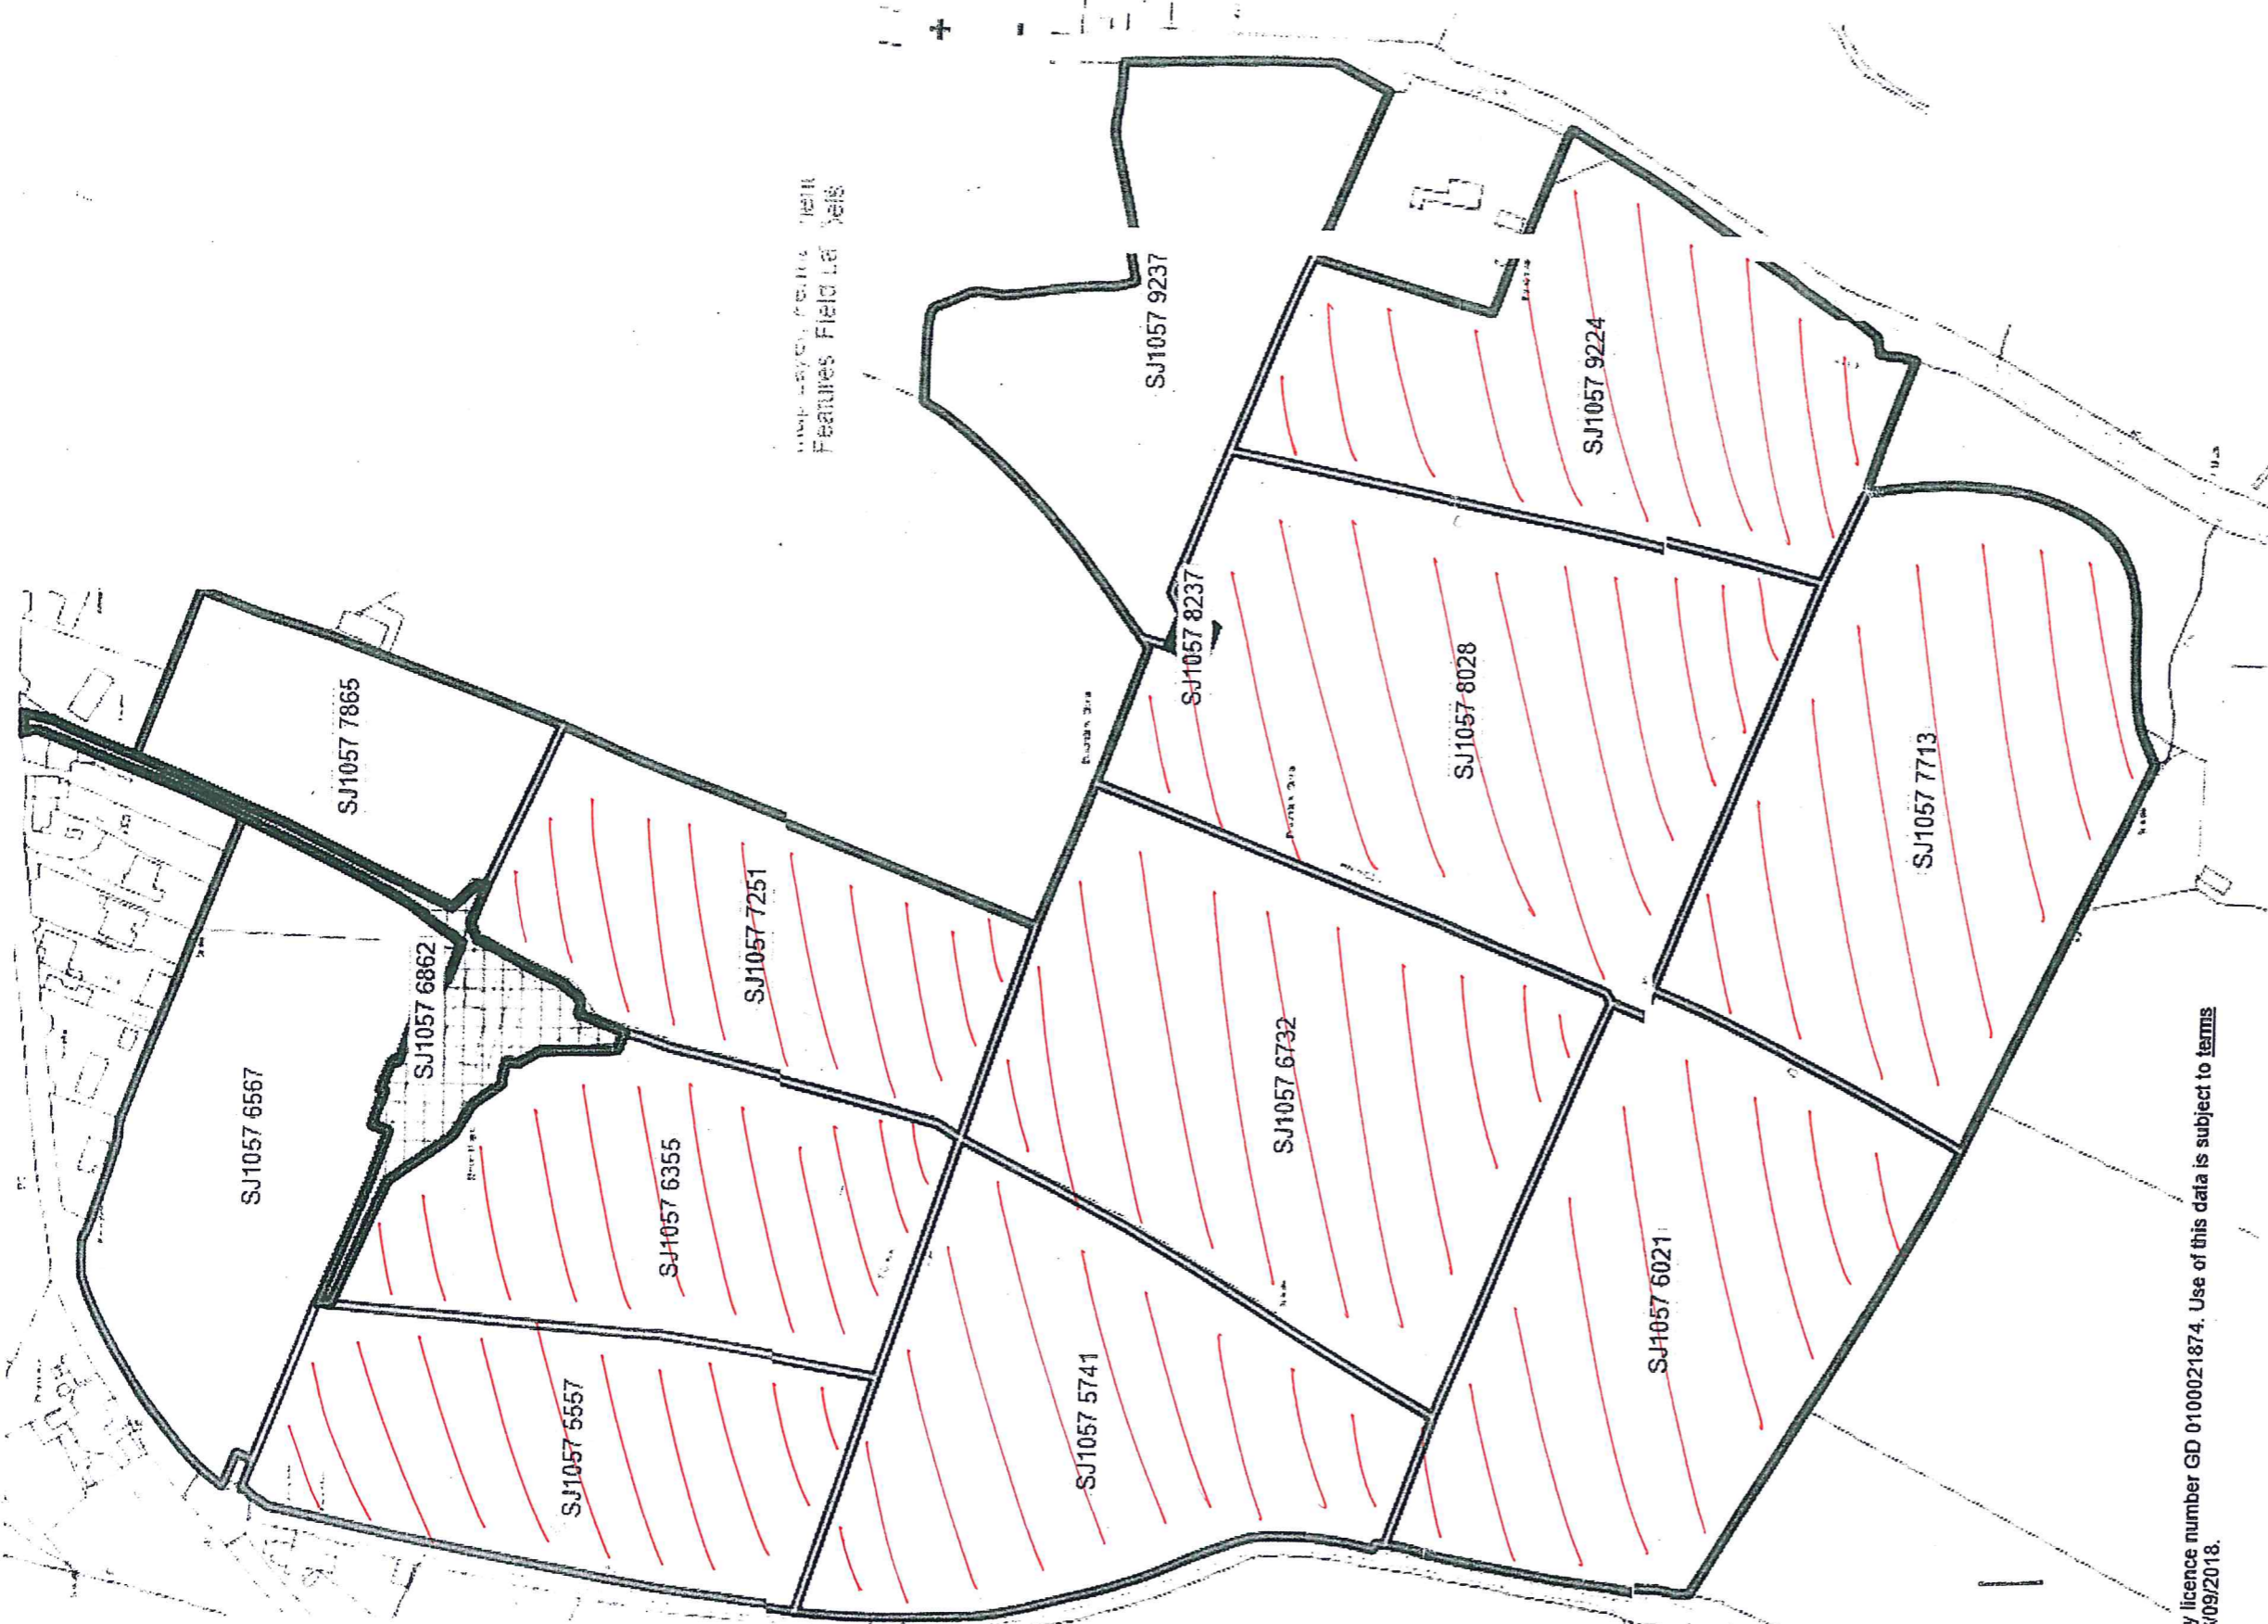 Features Field
SJ1057 9237
SJ1057 9224
SJ1057 8237
SJ1057 7865
SJ1057 8028
SJ1057 7713
SJ1057 7251
SJ1057 6862
SJ1057 6567
SJ1057 6732
SJ1057 6355
SJ1057 6021
SJ1057 5741
SJ1057 5557
licence number GD 0100021874. Use of this data is subject to terms
/09/2018.